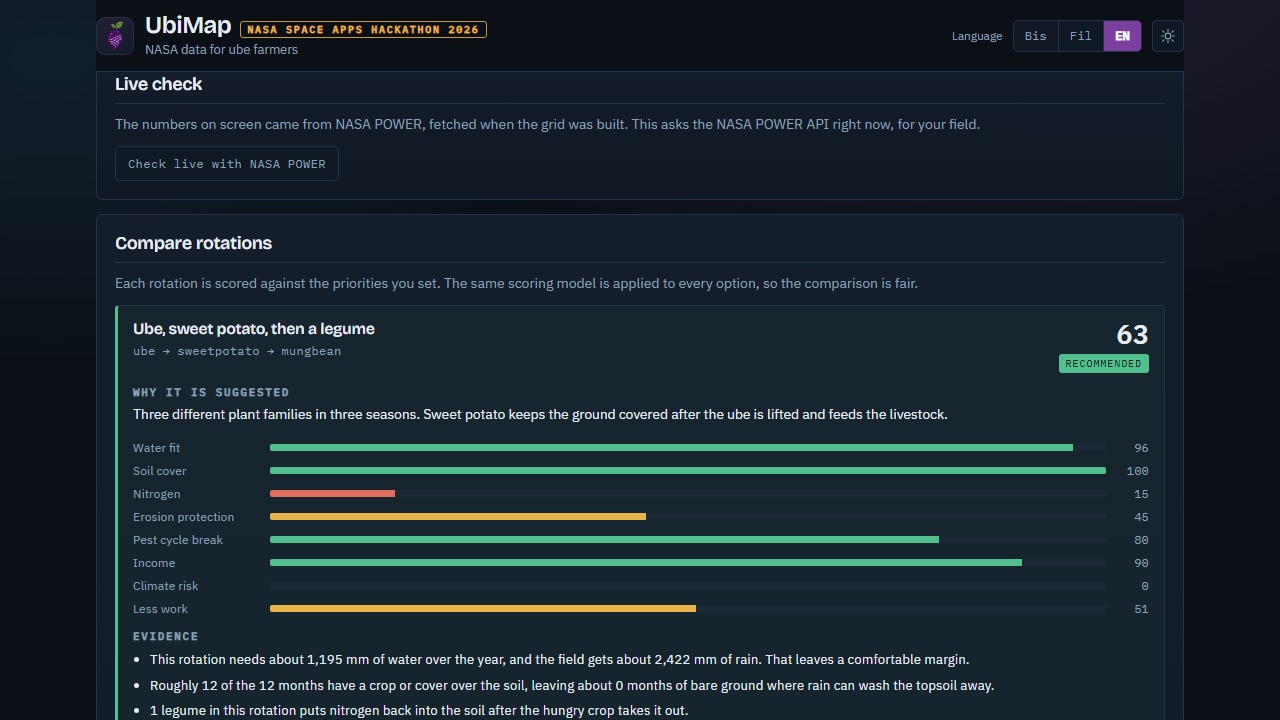 UbiMap NASA SPACE APPS HACKATHON 2026
NASA data for ube farmers
Language Bis Fil EN
Live check
The numbers on screen came from NASA POWER, fetched when the grid was built. This asks the NASA POWER API right now, for your field.
Check live with NASA POWER
Compare rotations
Each rotation is scored against the priorities you set. The same scoring model is applied to every option, so the comparison is fair.
Ube, sweet potato, then a legume 63
ube → sweetpotato → mungbean
RECOMMENDED
WHY IT IS SUGGESTED
Three different plant families in three seasons. Sweet potato keeps the ground covered after the ube is lifted and feeds the livestock.
Water fit 96
Soil cover 100
Nitrogen 15
Erosion protection 45
Pest cycle break 80
Income 90
Climate risk 0
Less work 51
EVIDENCE
• This rotation needs about 1,195 mm of water over the year, and the field gets about 2,422 mm of rain. That leaves a comfortable margin.
• Roughly 12 of the 12 months have a crop or cover over the soil, leaving about 0 months of bare ground where rain can wash the topsoil away.
• 1 legume in this rotation puts nitrogen back into the soil after the hungry crop takes it out.